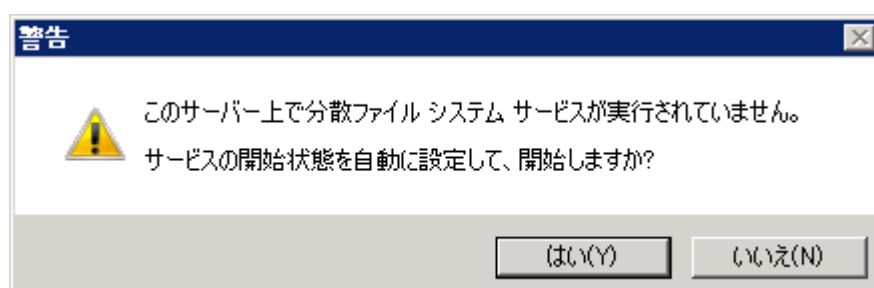 警告
このサーバー上で分散ファイル システム サービスが実行されていません。
サービスの開始状態を自動に設定して、開始しますか?
はい(Y) いいえ(N)